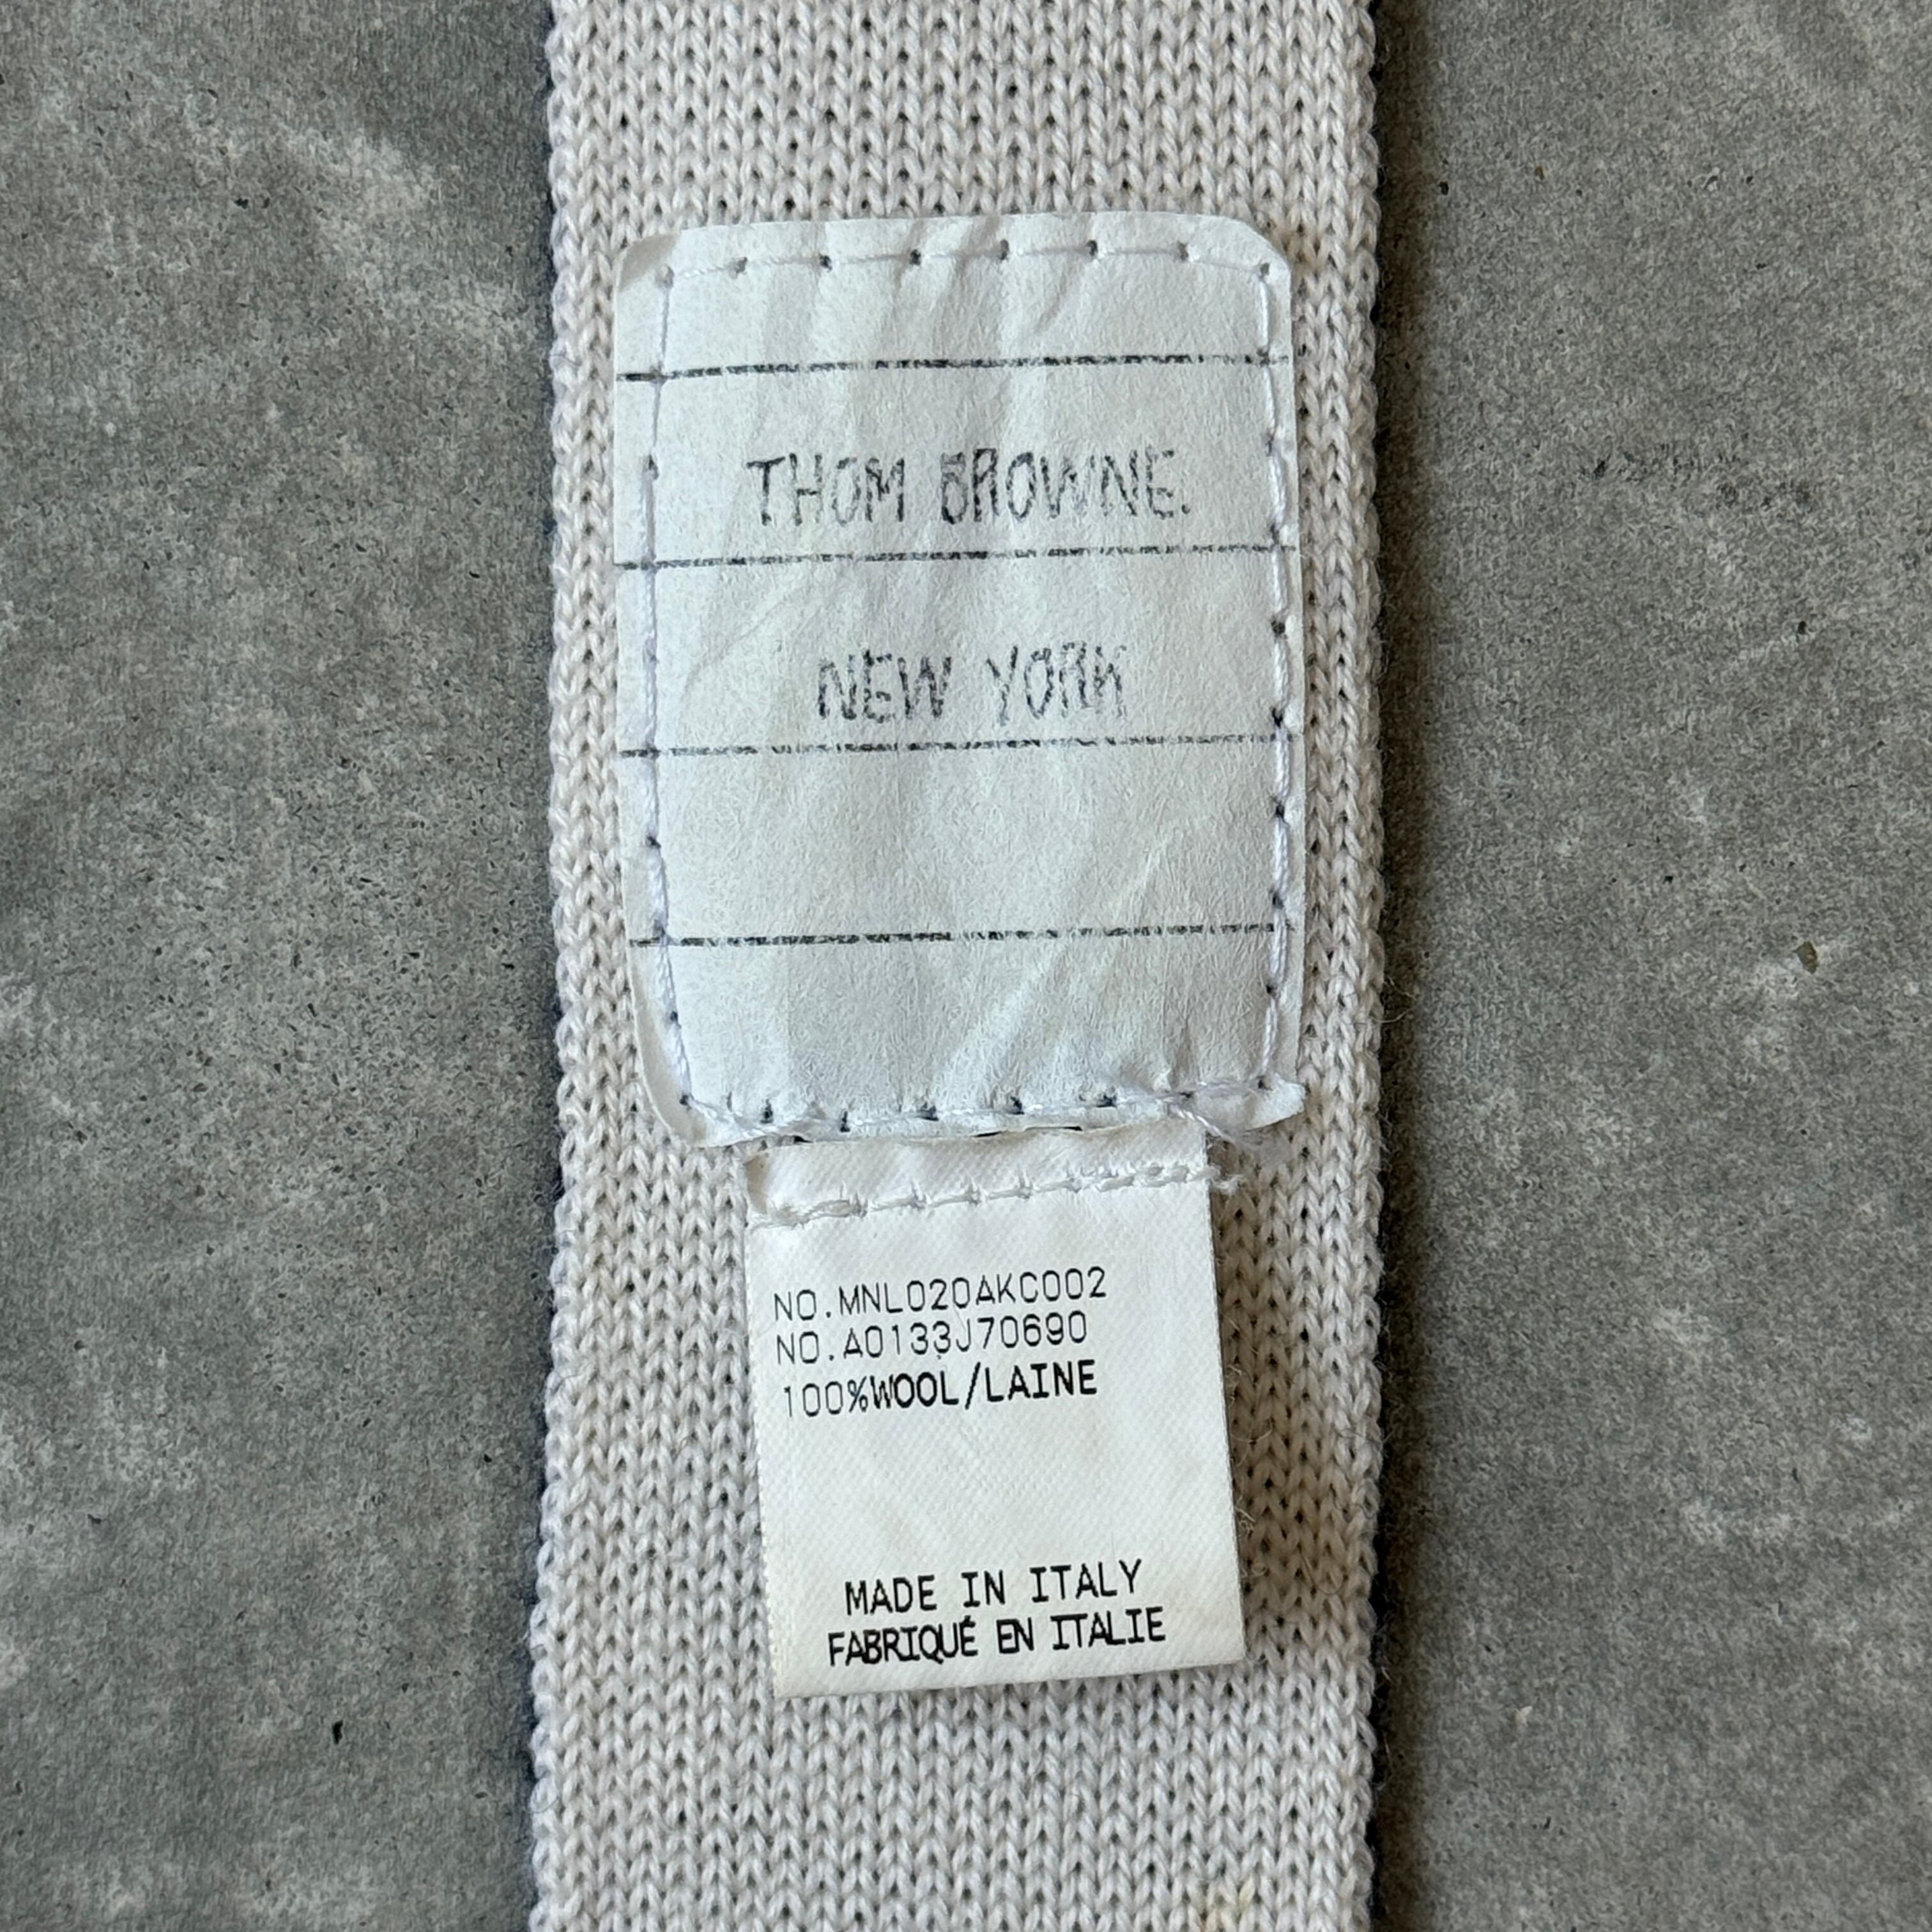 THOM BROWNE.
NEW YORK
NO.MNL020AKC002
NO.A0133J70690
100%WOOL/LAINE
MADE IN ITALY
FABRIQUÉ EN ITALIE